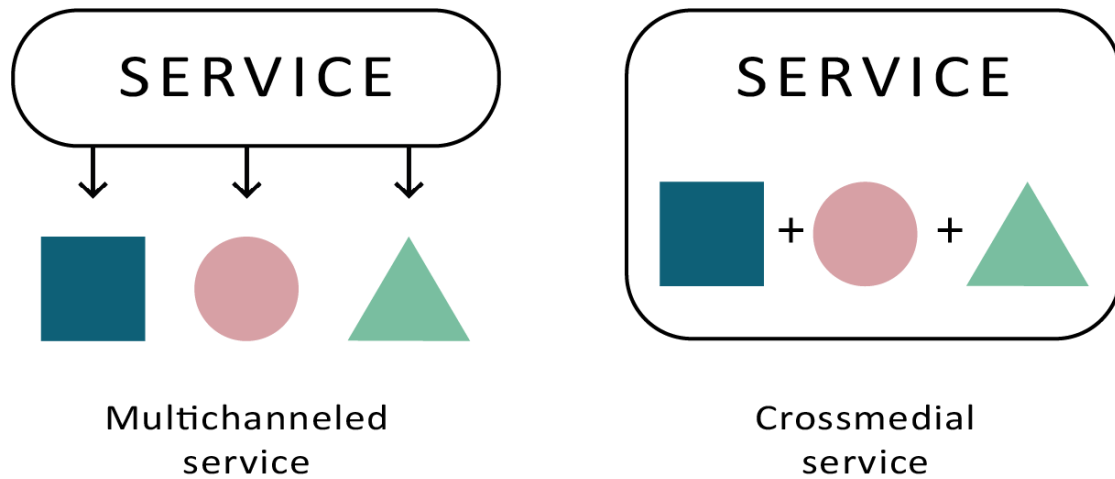 SERVICE
SERVICE
+
+
Multichanneled
service
Crossmedial
service